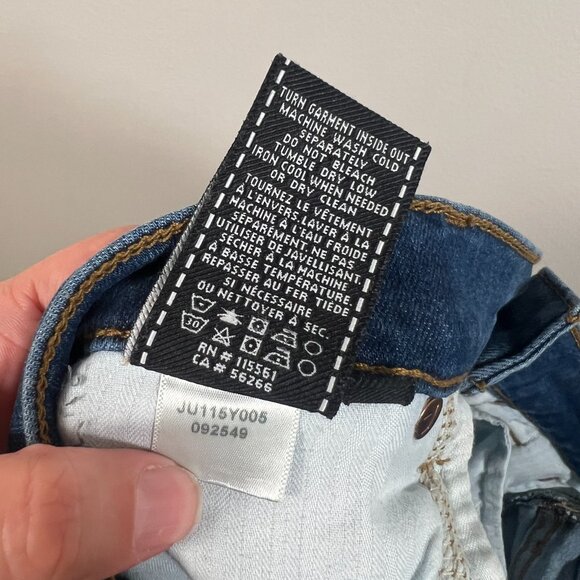 TURN GARMENT INSIDE OUT
MACHINE WASH COLD
SEPARATELY
DO NOT BLEACH
TUMBLE DRY LOW
IRON COOL WHEN NEEDED
OR DRY CLEAN
TOURNEZ LE VÊTEMENT
À L'ENVERS LAVER À LA
MACHINE À L'EAU FROIDE
SÉPARÉMENT NE PAS
UTILISER DE JAVELLISANT.
À SÉCHER À LA MACHINE
À BASSE TEMPÉRATURE
REPASSER AU FER TIÈDE
SI NÉCESSAIRE
OU NETTOYER À SEC.
30
RN # 115561
CA # 56266
JU115Y005
092549